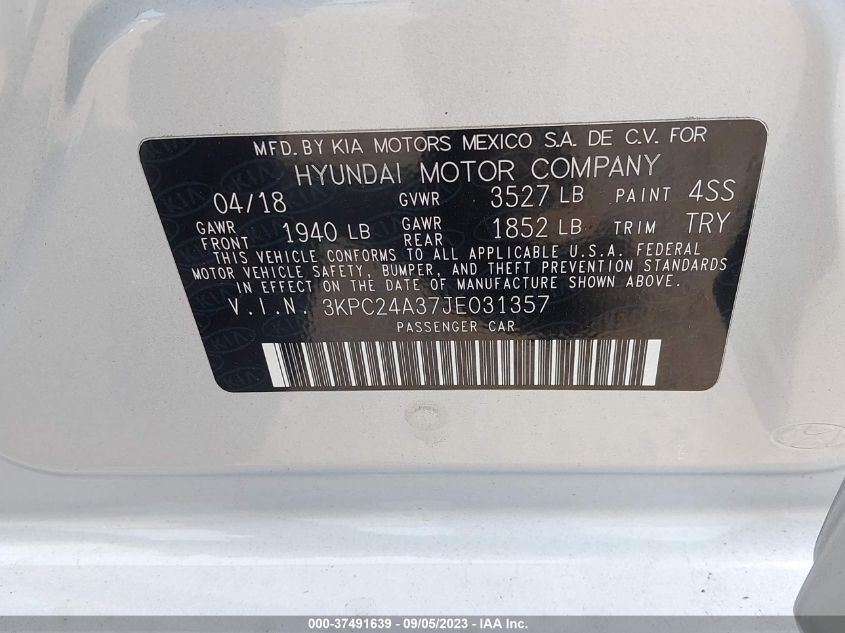 MFD. BY KIA MOTORS MEXICO S.A. DE C.V. FOR
HYUNDAI MOTOR COMPANY
04/18 GVWR 3527 LB PAINT 4SS
GAWR FRONT 1940 LB GAWR REAR 1852 LB TRIM TRY
THIS VEHICLE CONFORMS TO ALL APPLICABLE U.S.A. FEDERAL
MOTOR VEHICLE SAFETY, BUMPER, AND THEFT PREVENTION STANDARDS
IN EFFECT ON THE DATE OF MANUFACTURE SHOWN ABOVE.
V.I.N. 3KPC24A37JE031357
PASSENGER CAR
000-37491639 - 09/05/2023 - IAA Inc.